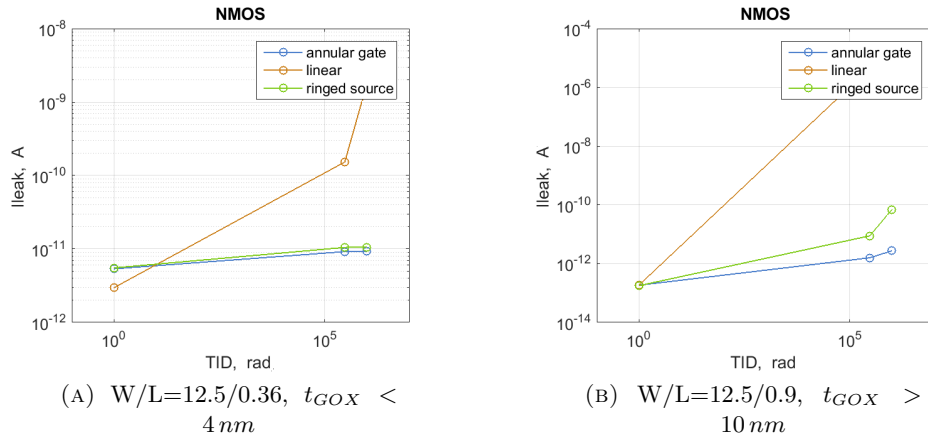 NMOS
10^-8
10^-9
10^-10
10^-11
10^-12
Ileak, A
10^0
10^5
TID, rad
annular gate
linear
ringed source
(A) W/L=12.5/0.36, t_GOX <
4 nm
NMOS
10^-4
10^-6
10^-8
10^-10
10^-12
10^-14
Ileak, A
10^0
10^5
TID, rad
annular gate
linear
ringed source
(B) W/L=12.5/0.9, t_GOX >
10 nm